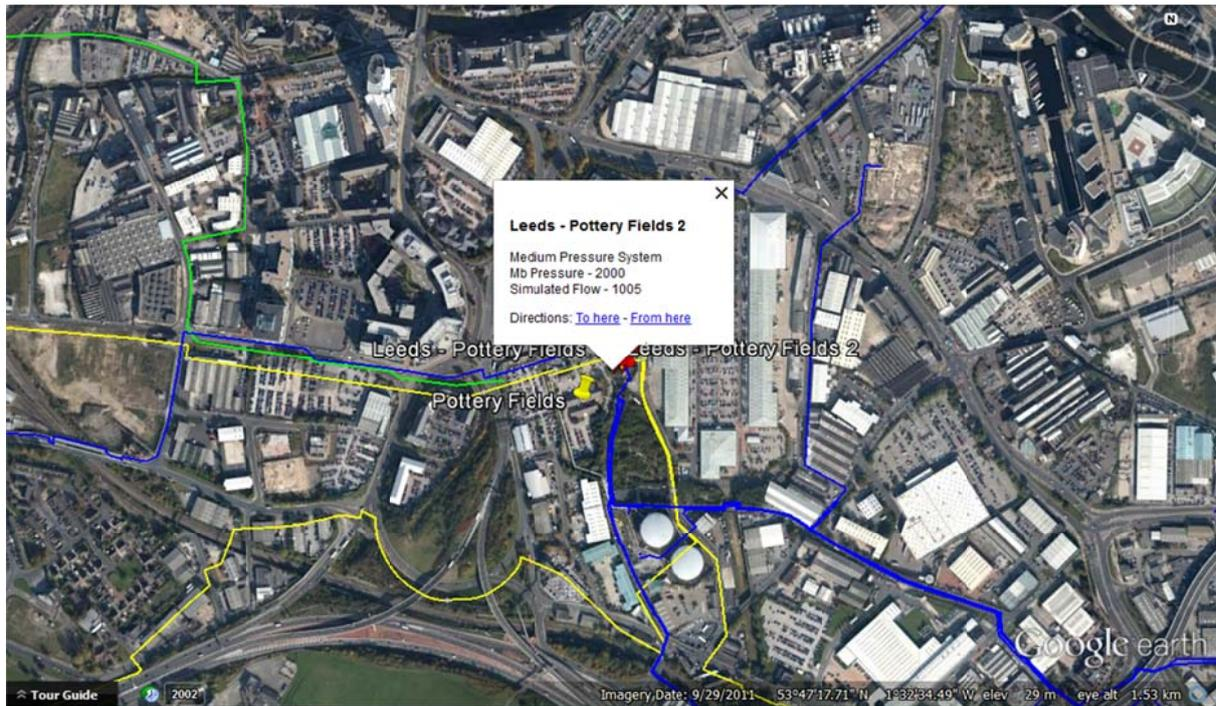 N
Leeds - Pottery Fields 2
Medium Pressure System
Mb Pressure - 2000
Simulated Flow - 1005
Directions: To here - From here
Leeds - Pottery Fields
Leeds - Pottery Fields 2
Pottery Fields
Google earth
Tour Guide
2002
Imagery Date: 9/29/2011 53°47'17.71" N 1°32'34.49" W elev 29 m eye alt 1.53 km